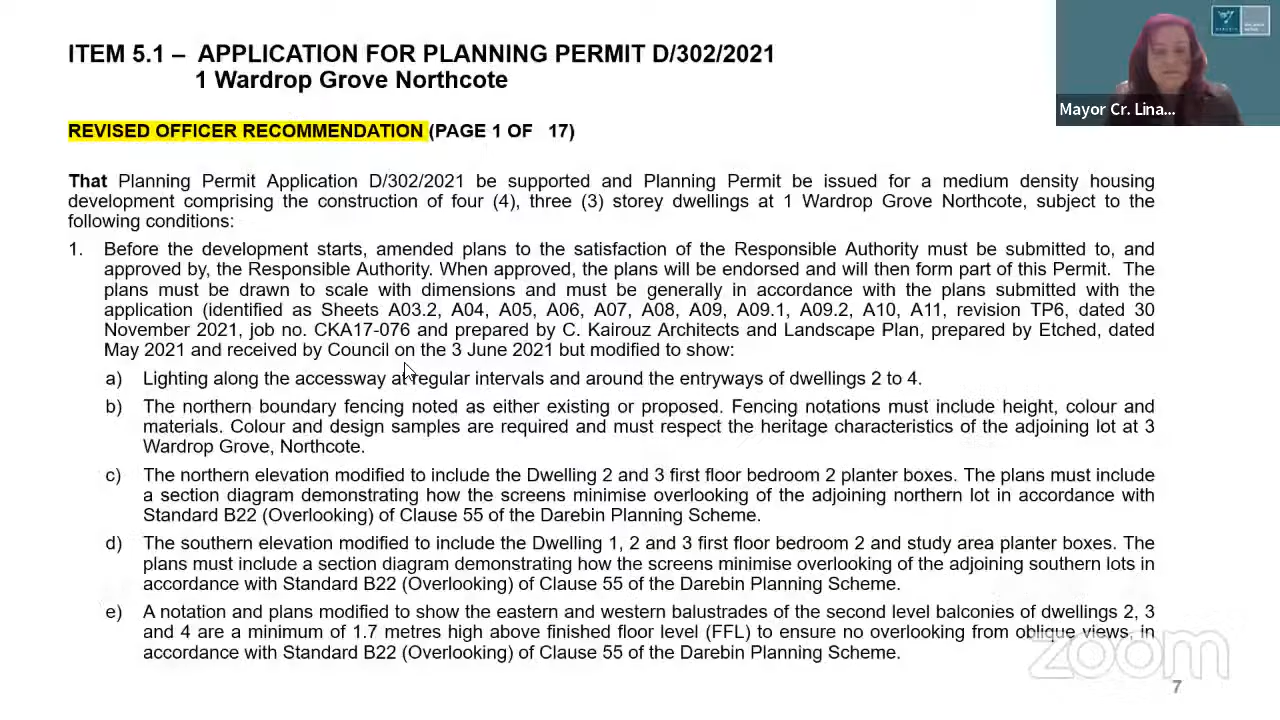 ITEM 5.1 – APPLICATION FOR PLANNING PERMIT D/302/2021
1 Wardrop Grove Northcote
Mayor Cr. Lina...
REVISED OFFICER RECOMMENDATION (PAGE 1 OF 17)
That Planning Permit Application D/302/2021 be supported and Planning Permit be issued for a medium density housing
development comprising the construction of four (4), three (3) storey dwellings at 1 Wardrop Grove Northcote, subject to the
following conditions:
1. Before the development starts, amended plans to the satisfaction of the Responsible Authority must be submitted to, and
approved by, the Responsible Authority. When approved, the plans will be endorsed and will then form part of this Permit. The
plans must be drawn to scale with dimensions and must be generally in accordance with the plans submitted with the
application (identified as Sheets A03.2, A04, A05, A06, A07, A08, A09, A09.1, A09.2, A10, A11, revision TP6, dated 30
November 2021, job no. CKA17-076 and prepared by C. Kairouz Architects and Landscape Plan, prepared by Etched, dated
May 2021 and received by Council on the 3 June 2021 but modified to show:
a) Lighting along the accessway at regular intervals and around the entryways of dwellings 2 to 4.
b) The northern boundary fencing noted as either existing or proposed. Fencing notations must include height, colour and
materials. Colour and design samples are required and must respect the heritage characteristics of the adjoining lot at 3
Wardrop Grove, Northcote.
c) The northern elevation modified to include the Dwelling 2 and 3 first floor bedroom 2 planter boxes. The plans must include
a section diagram demonstrating how the screens minimise overlooking of the adjoining northern lot in accordance with
Standard B22 (Overlooking) of Clause 55 of the Darebin Planning Scheme.
d) The southern elevation modified to include the Dwelling 1, 2 and 3 first floor bedroom 2 and study area planter boxes. The
plans must include a section diagram demonstrating how the screens minimise overlooking of the adjoining southern lots in
accordance with Standard B22 (Overlooking) of Clause 55 of the Darebin Planning Scheme.
e) A notation and plans modified to show the eastern and western balustrades of the second level balconies of dwellings 2, 3
and 4 are a minimum of 1.7 metres high above finished floor level (FFL) to ensure no overlooking from oblique views, in
accordance with Standard B22 (Overlooking) of Clause 55 of the Darebin Planning Scheme.
zoom
7